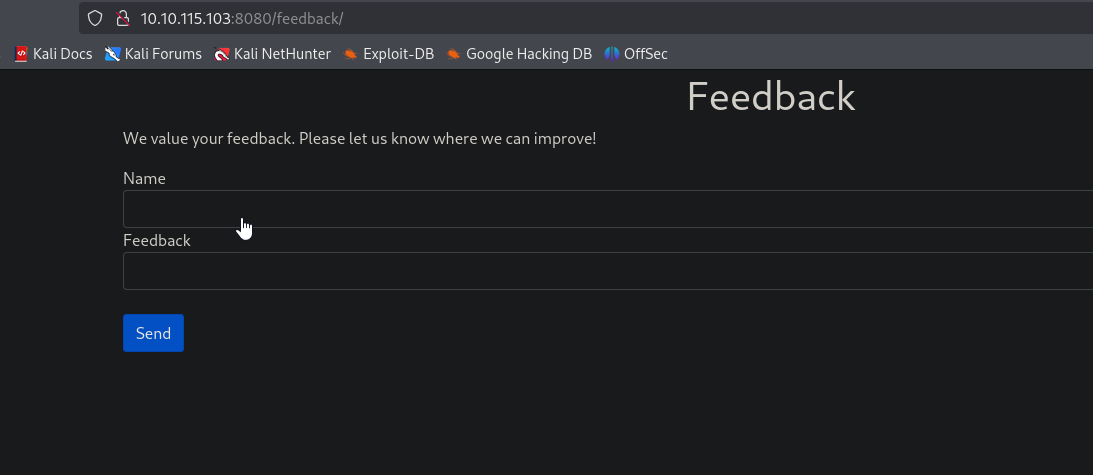 10.10.115.103:8080/feedback/
Kali Docs Kali Forums Kali NetHunter Exploit-DB Google Hacking DB OffSec
Feedback
We value your feedback. Please let us know where we can improve!
Name
Feedback
Send